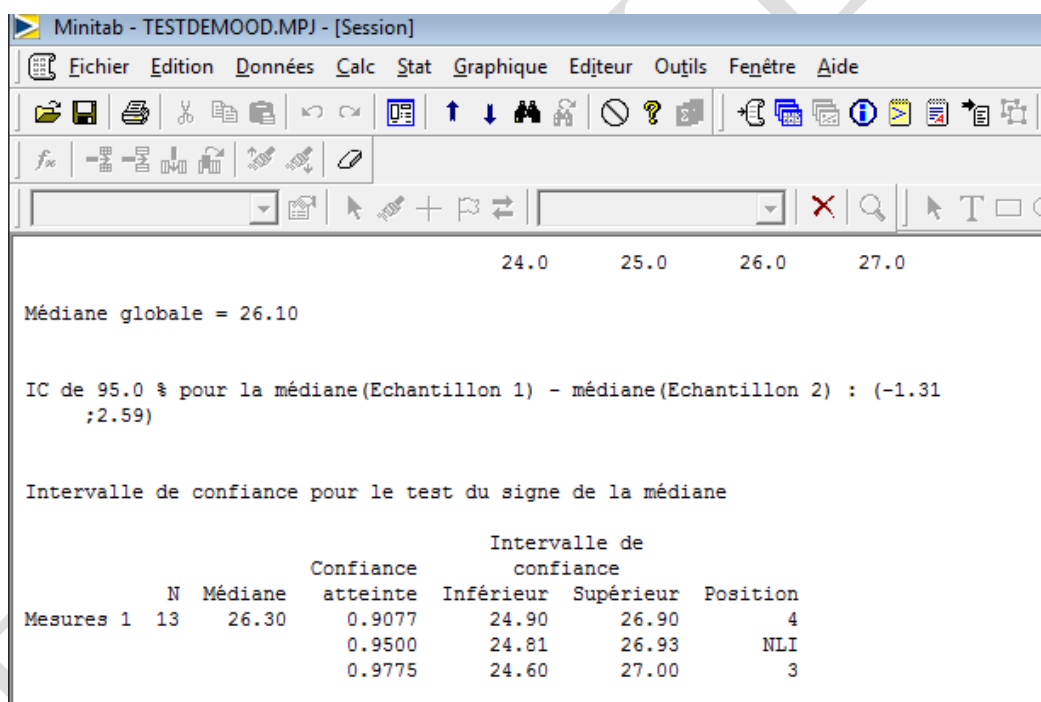 Minitab - TESTDEMOOD.MPJ - [Session]
Fichier Edition Données Calc Stat Graphique Editeur Outils Fenêtre Aide
24.0 25.0 26.0 27.0
Médiane globale = 26.10
IC de 95.0 % pour la médiane(Echantillon 1) - médiane(Echantillon 2) : (-1.31
;2.59)
Intervalle de confiance pour le test du signe de la médiane
Intervalle de
Confiance confiance
N Médiane atteinte Inférieur Supérieur Position
Mesures 1 13 26.30 0.9077 24.90 26.90 4
0.9500 24.81 26.93 NLI
0.9775 24.60 27.00 3